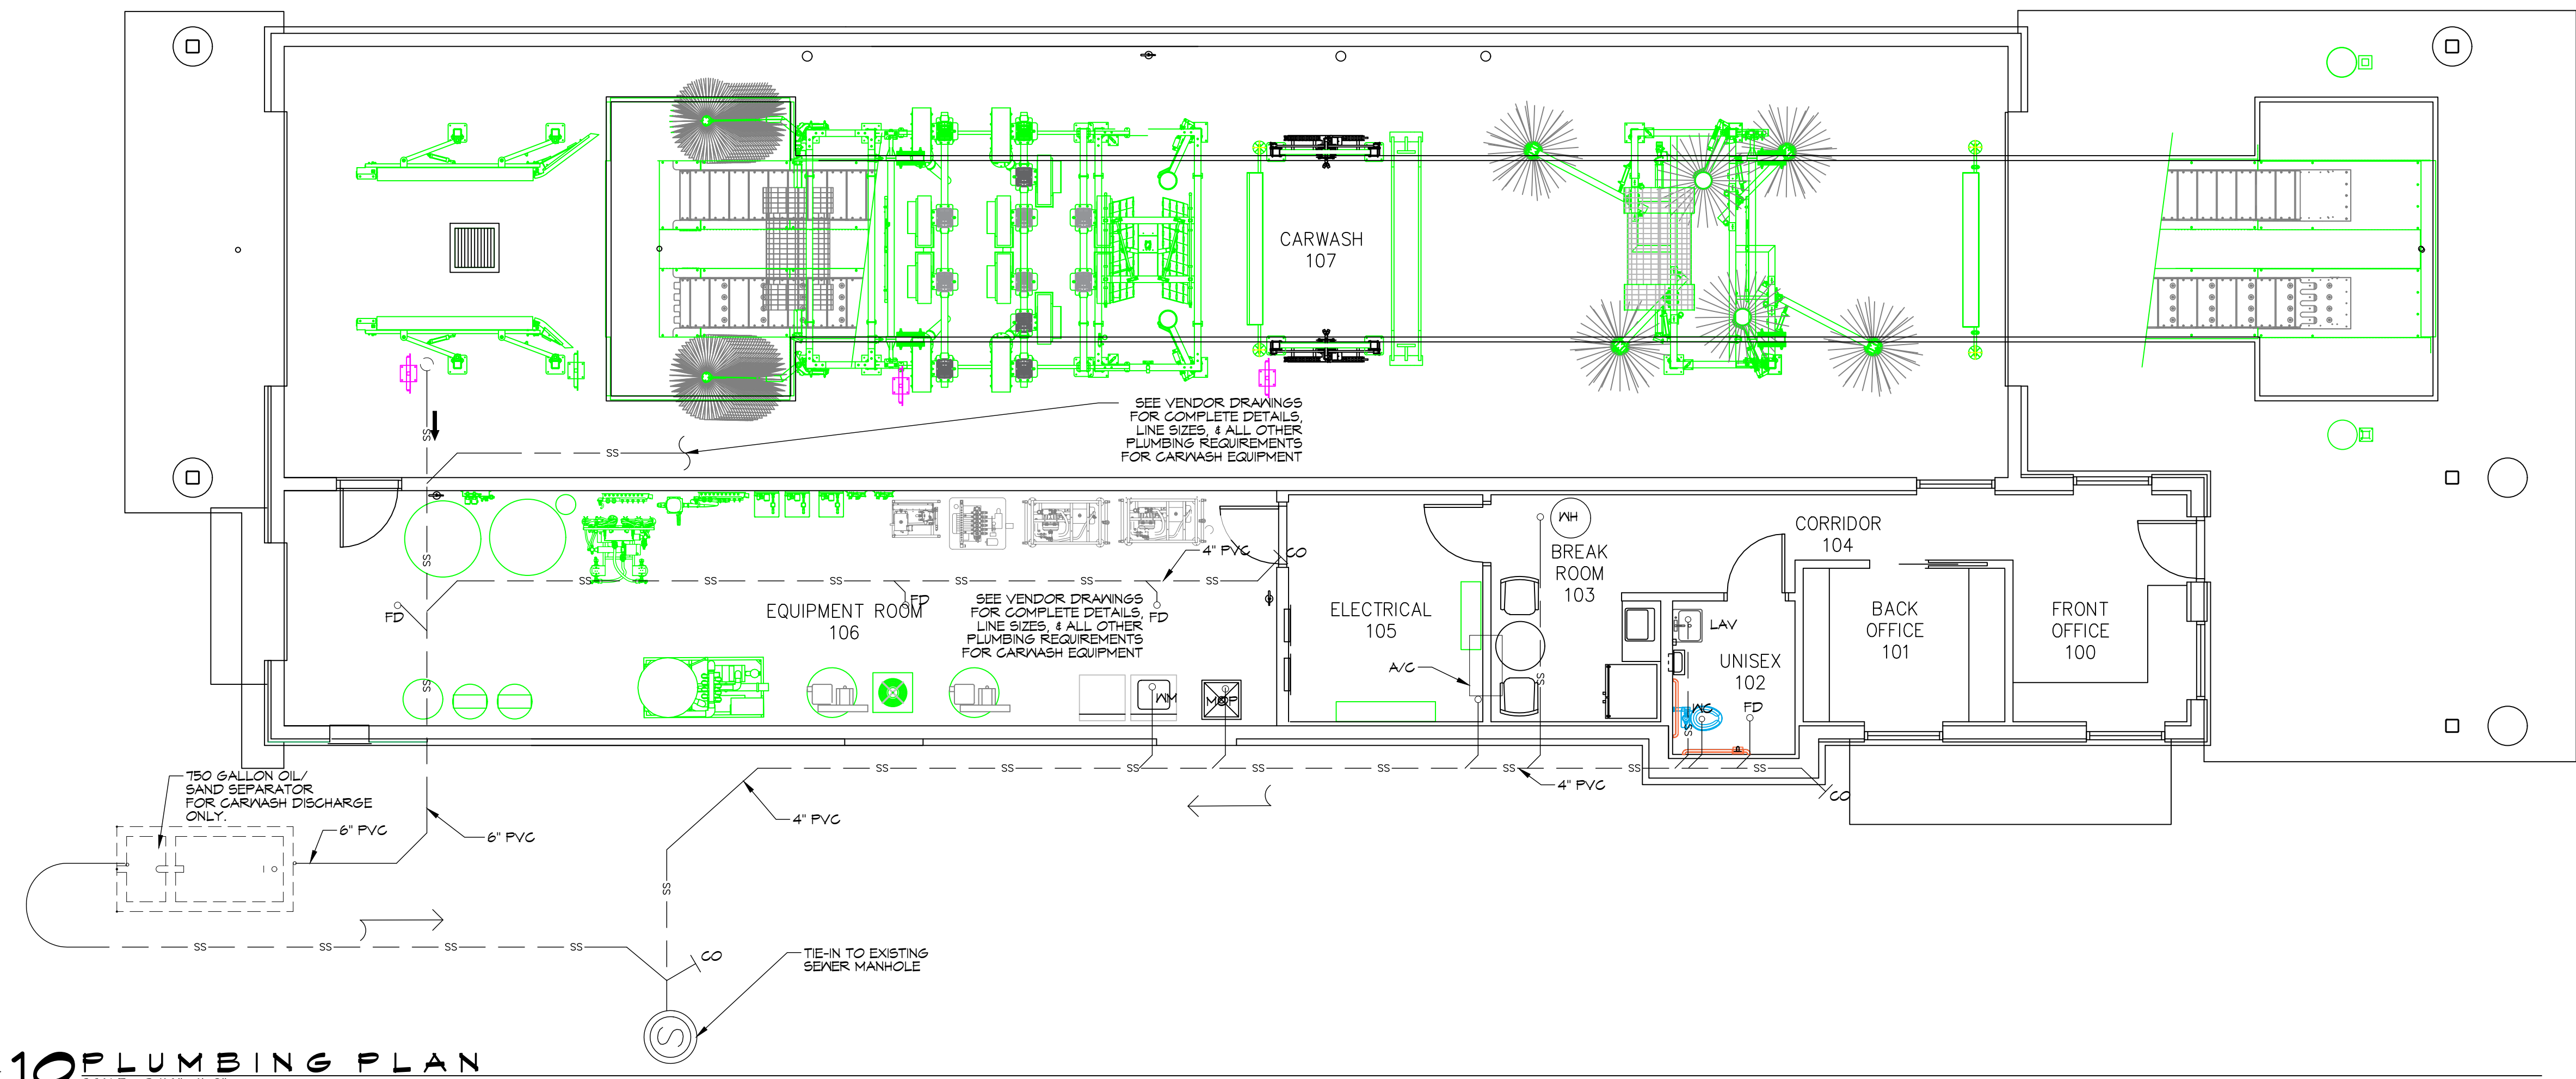 CARWASH
107
SS
SS
SEE VENDOR DRAWINGS
FOR COMPLETE DETAILS,
LINE SIZES, & ALL OTHER
PLUMBING REQUIREMENTS
FOR CARWASH EQUIPMENT
WH
CORRIDOR
104
4" PVC
CO
BREAK
ROOM
103
SS
SS
SS
SS
SS
SS
SS
FD
FD
FD
EQUIPMENT ROOM
106
SEE VENDOR DRAWINGS
FOR COMPLETE DETAILS,
LINE SIZES, & ALL OTHER
PLUMBING REQUIREMENTS
FOR CARWASH EQUIPMENT
ELECTRICAL
105
LAV
BACK
OFFICE
101
FRONT
OFFICE
100
UNISEX
102
A/C
SS
SS
WM
MOP
WC
FD
SS
SS
SS
SS
SS
SS
SS
SS
SS
4" PVC
CO
750 GALLON OIL/
SAND SEPARATOR
FOR CARWASH DISCHARGE
ONLY.
6" PVC
6" PVC
4" PVC
SS
SS
SS
SS
SS
CO
TIE-IN TO EXISTING
SEWER MANHOLE
S
10 PLUMBING PLAN